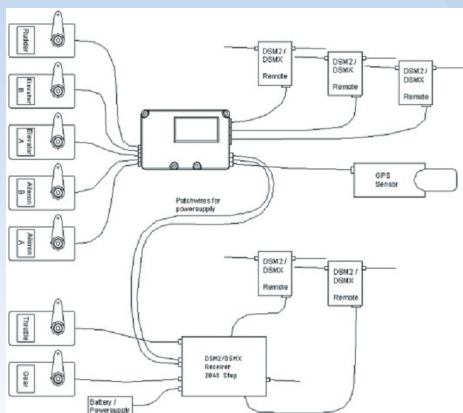 Rudder
Elevator
B
Elevator
A
Aileron
B
Aileron
A
Throttle
Gear
DSM2 /
DSMX
Remote
DSM2 /
DSMX
Remote
DSM2 /
DSMX
Remote
GPS
Sensor
Patchwires for
powersupply
DSM2 /
DSMX
Remote
DSM2 /
DSMX
Remote
DSM2/DSMX
Receiver
2048 Step
Battery /
Powersupply